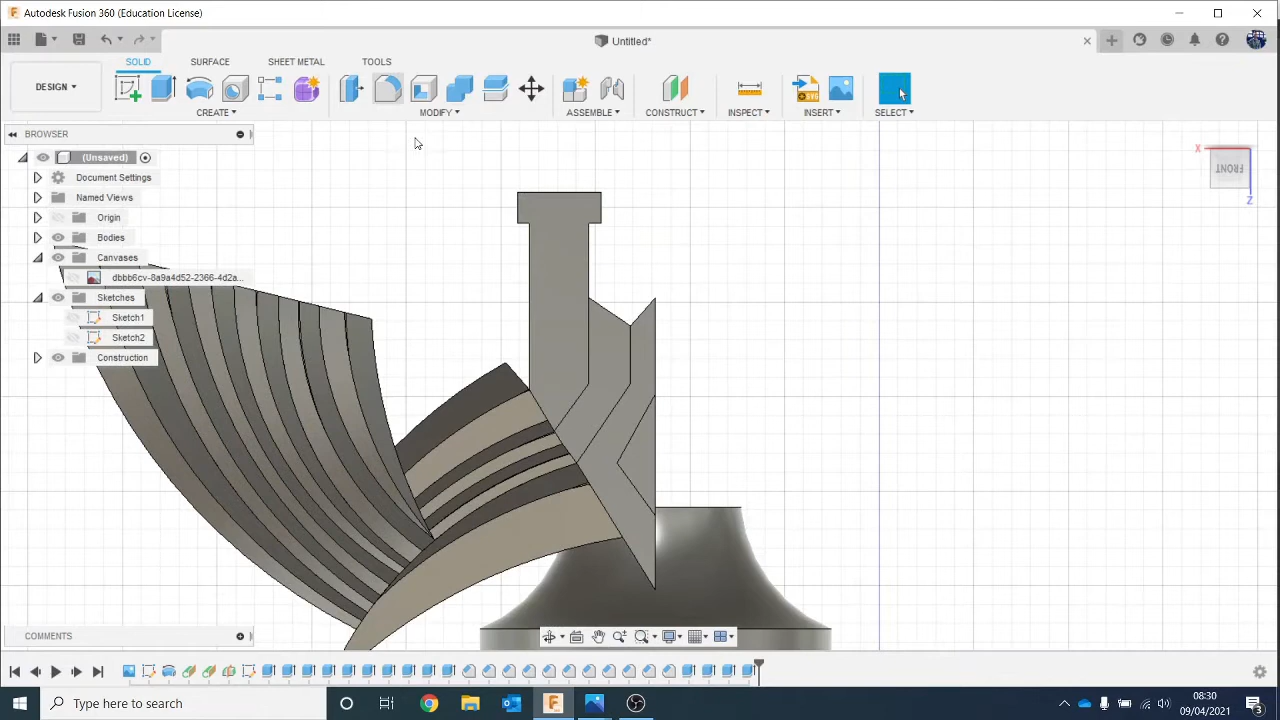 Autodesk Fusion 360 (Education License)
Untitled*
SOLID SURFACE SHEET METAL TOOLS
DESIGN
CREATE MODIFY ASSEMBLE CONSTRUCT INSPECT INSERT SELECT
BROWSER
(Unsaved)
Document Settings
Named Views
Origin
Bodies
Canvases
dbbb6cv-8a9a4d52-2366-4d2a...
Sketches
Sketch1
Sketch2
Construction
X
FRONT
Z
COMMENTS
Type here to search
08:30
09/04/2021
3